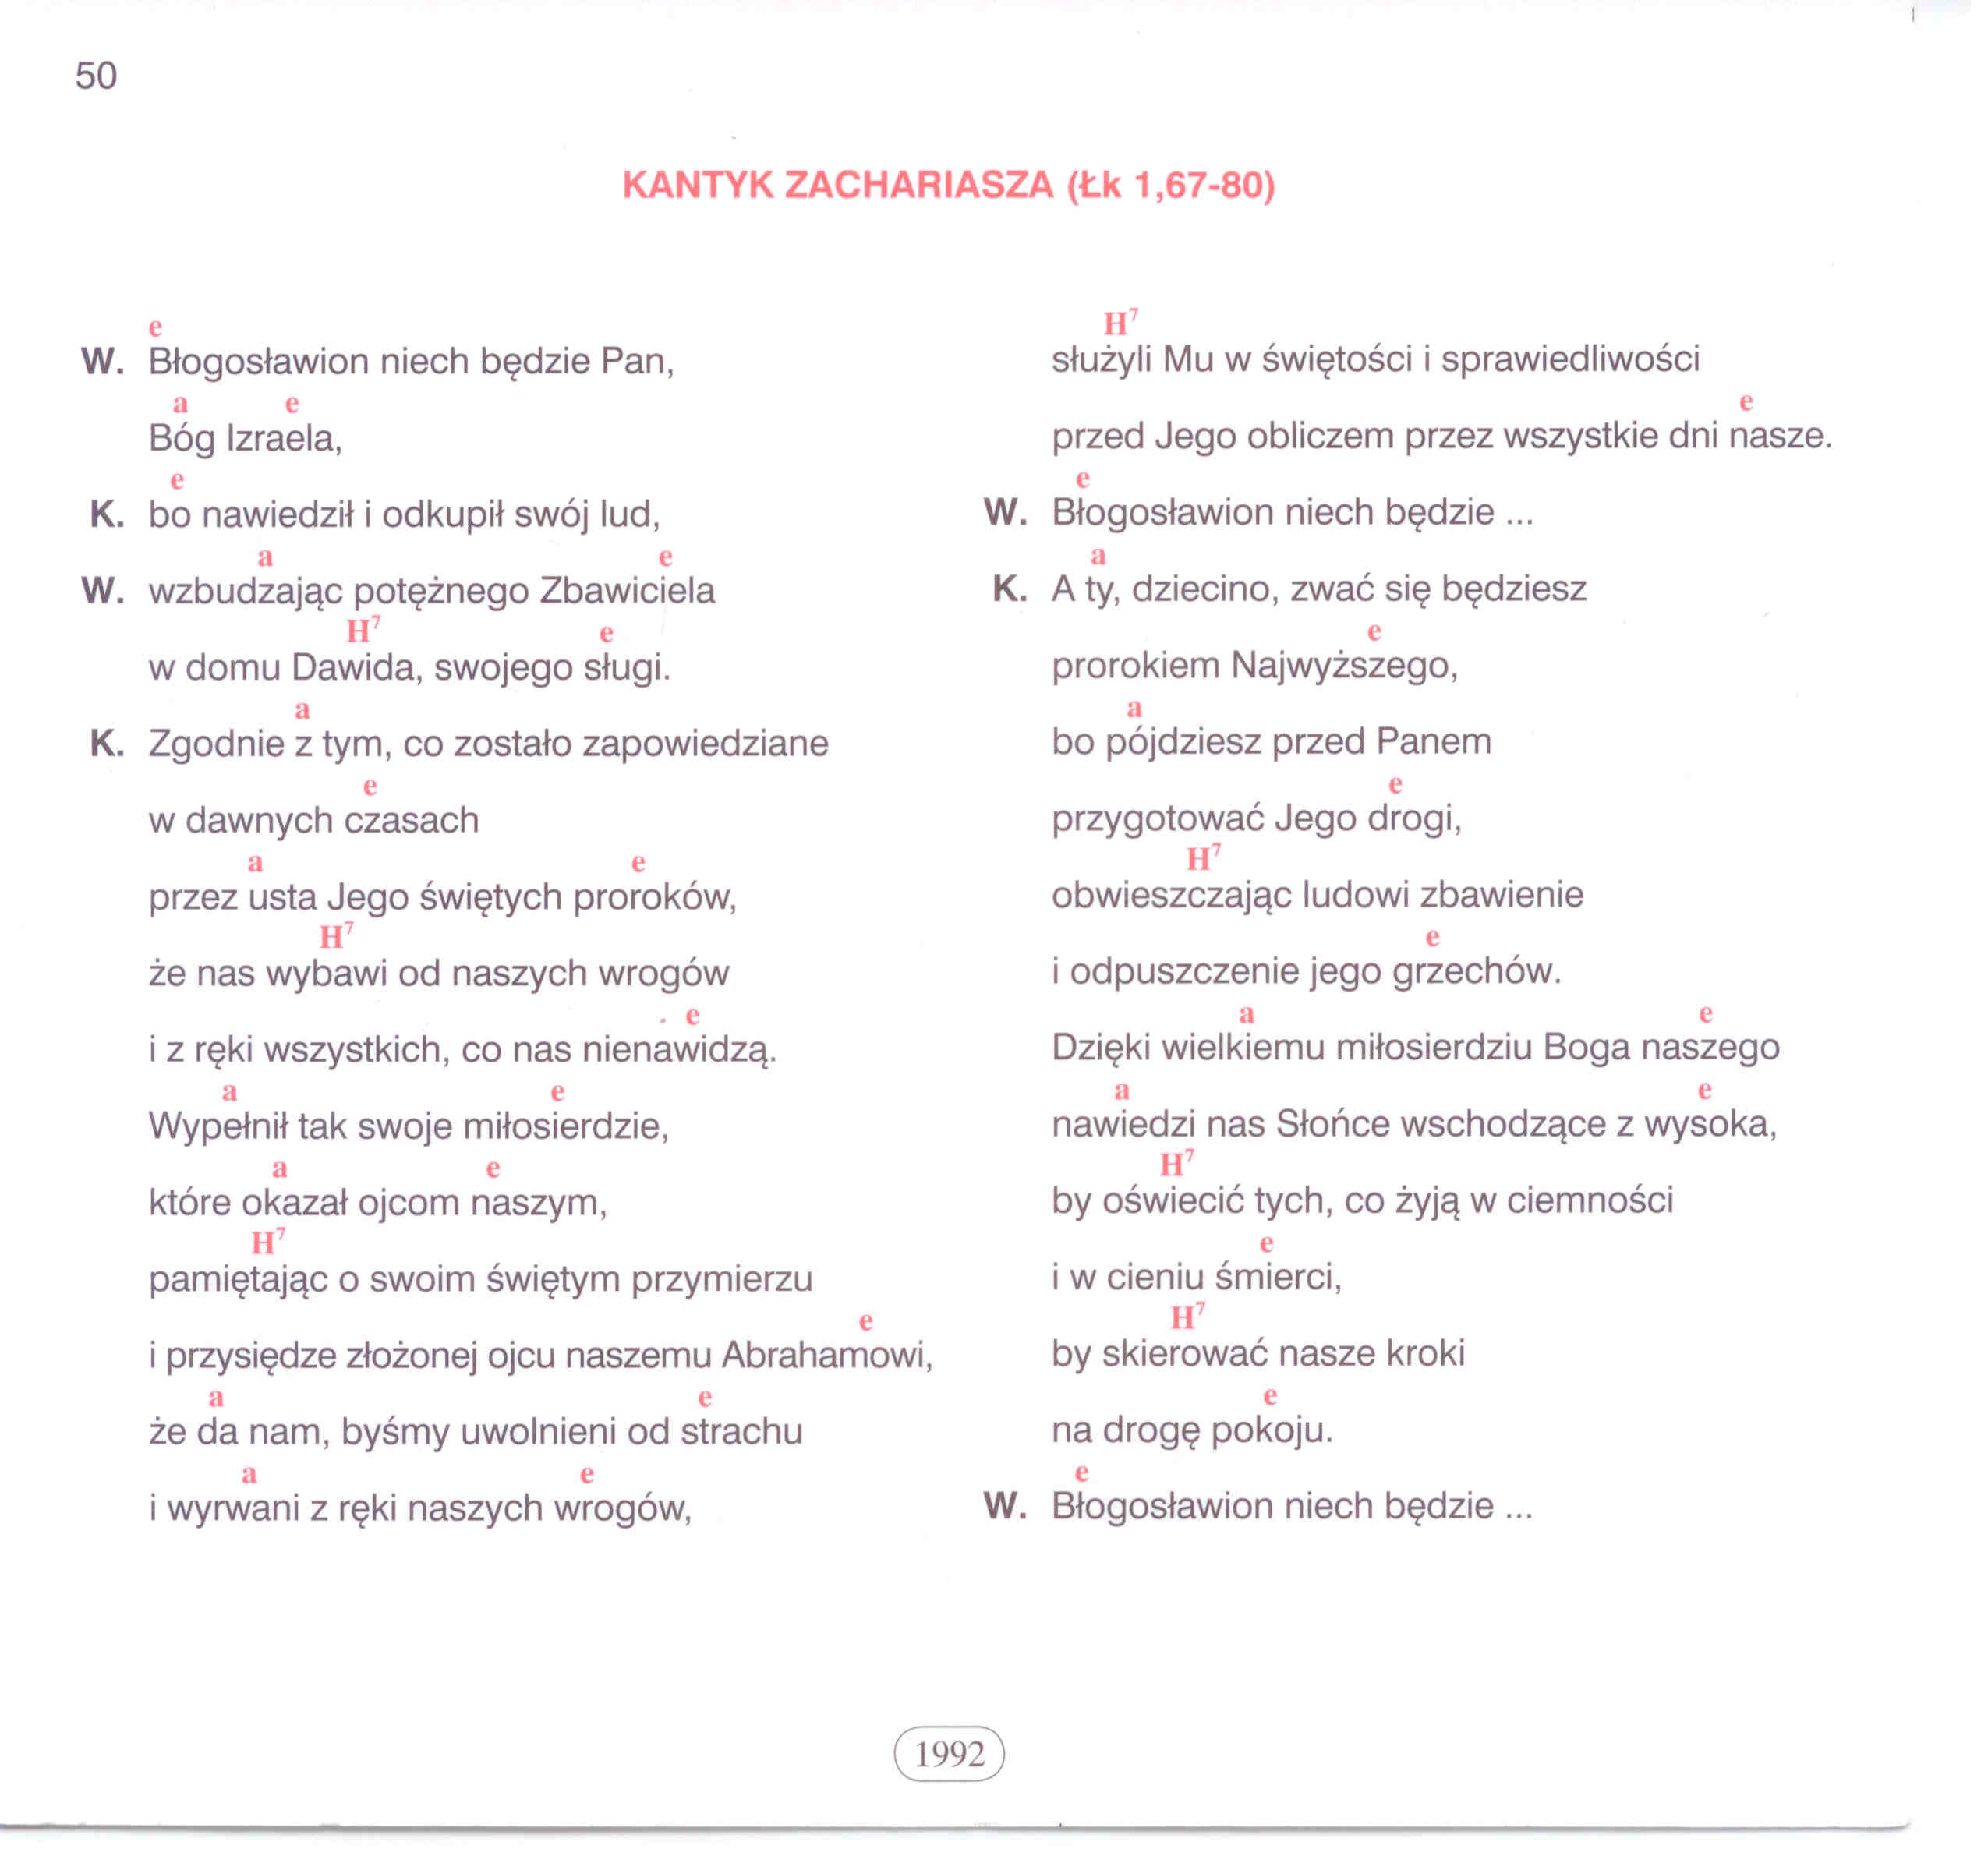 50
KANTYK ZACHARIASZA (Łk 1,67-80)
e
W. Błogosławion niech będzie Pan,
a e
Bóg Izraela,
e
K. bo nawiedził i odkupił swój lud,
a e
W. wzbudzając potężnego Zbawiciela
H7 e
w domu Dawida, swojego sługi.
a
K. Zgodnie z tym, co zostało zapowiedziane
e
w dawnych czasach
a e
przez usta Jego świętych proroków,
H7
że nas wybawi od naszych wrogów
e
i z ręki wszystkich, co nas nienawidzą.
a e
Wypełnił tak swoje miłosierdzie,
a e
które okazał ojcom naszym,
H7
pamiętając o swoim świętym przymierzu
e
i przysiędze złożonej ojcu naszemu Abrahamowi,
a e
że da nam, byśmy uwolnieni od strachu
a e
i wyrwani z ręki naszych wrogów,
H7
służyli Mu w świętości i sprawiedliwości
e
przed Jego obliczem przez wszystkie dni nasze.
e
W. Błogosławion niech będzie ...
a
K. A ty, dziecino, zwać się będziesz
e
prorokiem Najwyższego,
a
bo pójdziesz przed Panem
e
przygotować Jego drogi,
H7
obwieszczając ludowi zbawienie
e
i odpuszczenie jego grzechów.
a e
Dzięki wielkiemu miłosierdziu Boga naszego
a e
nawiedzi nas Słońce wschodzące z wysoka,
H7
by oświecić tych, co żyją w ciemności
e
i w cieniu śmierci,
H7
by skierować nasze kroki
e
na drogę pokoju.
e
W. Błogosławion niech będzie ...
1992